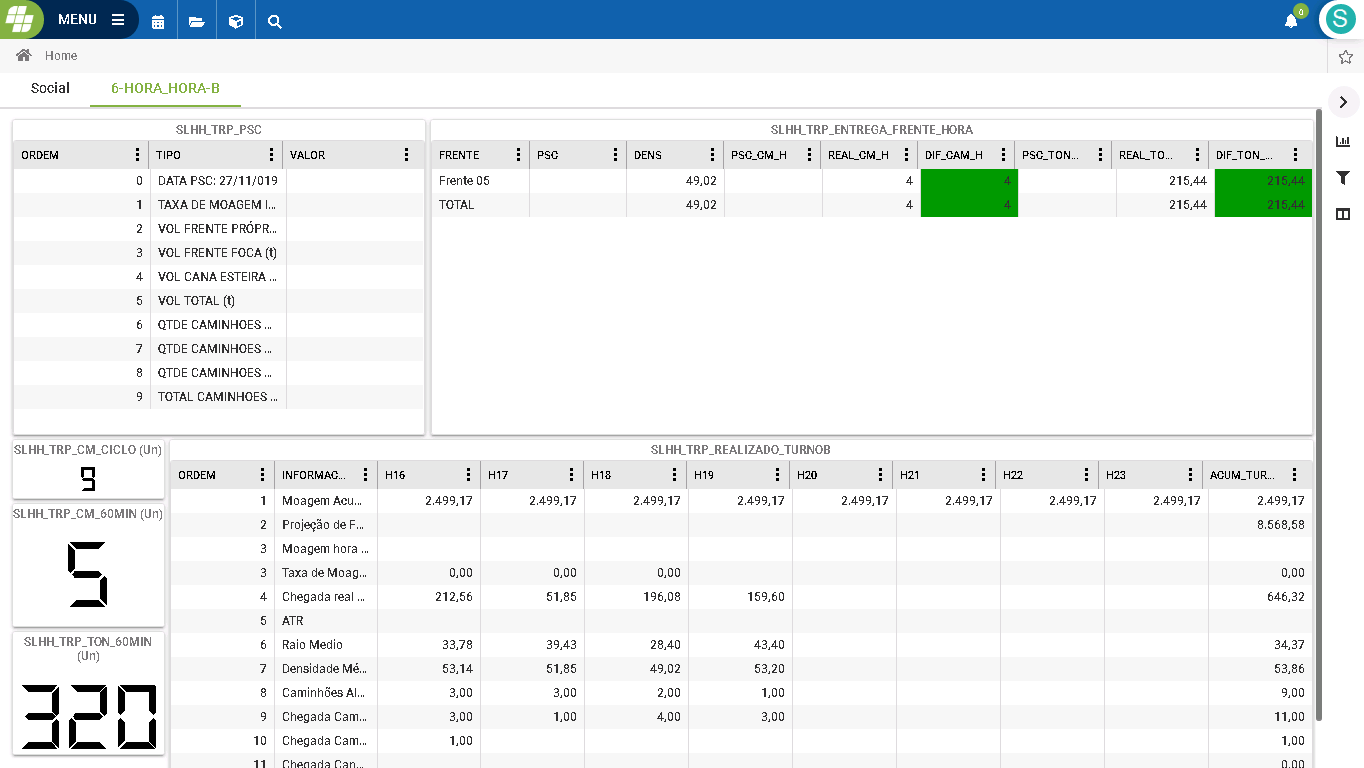 MENU
0
S
Home
Social 6-HORA_HORA-B
SLHH_TRP_PSC
ORDEM TIPO VALOR
0 DATA PSC: 27/11/019
1 TAXA DE MOAGEM I...
2 VOL FRENTE PRÓPR...
3 VOL FRENTE FOCA (t)
4 VOL CANA ESTEIRA ...
5 VOL TOTAL (t)
6 QTDE CAMINHOES ...
7 QTDE CAMINHOES ...
8 QTDE CAMINHOES ...
9 TOTAL CAMINHOES ...
SLHH_TRP_ENTREGA_FRENTE_HORA
FRENTE PSC DENS PSC_CM_H REAL_CM_H DIF_CAM_H PSC_TON... REAL_TO... DIF_TON_...
Frente 05 49,02 4 4 215,44 215,44
TOTAL 49,02 4 4 215,44 215,44
SLHH_TRP_CM_CICLO (Un)
9
SLHH_TRP_CM_60MIN (Un)
5
SLHH_TRP_TON_60MIN
(Un)
320
SLHH_TRP_REALIZADO_TURNOB
ORDEM INFORMAC... H16 H17 H18 H19 H20 H21 H22 H23 ACUM_TUR...
1 Moagem Acu... 2.499,17 2.499,17 2.499,17 2.499,17 2.499,17 2.499,17 2.499,17 2.499,17 2.499,17
2 Projeção de F... 8.568,58
3 Moagem hora ...
3 Taxa de Moag... 0,00 0,00 0,00 0,00
4 Chegada real ... 212,56 51,85 196,08 159,60 646,32
5 ATR
6 Raio Medio 33,78 39,43 28,40 43,40 34,37
7 Densidade Mé... 53,14 51,85 49,02 53,20 53,86
8 Caminhões Al... 3,00 3,00 2,00 1,00 9,00
9 Chegada Cam... 3,00 1,00 4,00 3,00 11,00
10 Chegada Cam... 1,00 1,00
11 Chegada Can... 0,00